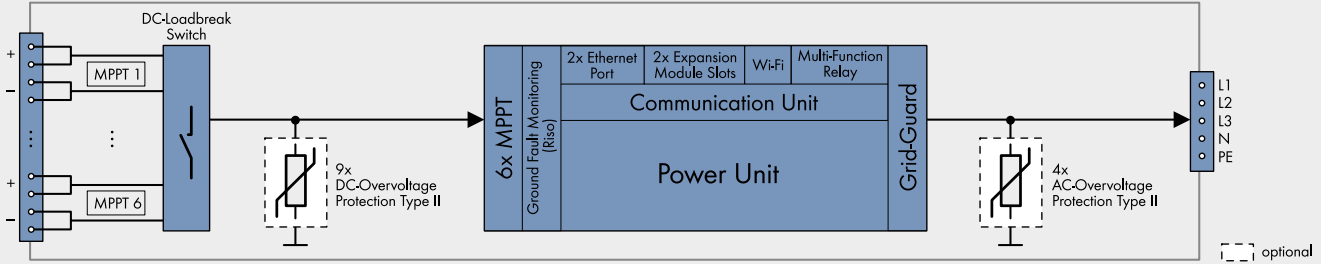 DC-Loadbreak
Switch
+
MPPT 1
–
...
...
+
MPPT 6
–
9x
DC-Overvoltage
Protection Type II
6x MPPT
Ground Fault Monitoring
(Riso)
2x Ethernet
Port
2x Expansion
Module Slots
Wi-Fi
Multi-Function
Relay
Communication Unit
Power Unit
Grid-Guard
4x
AC-Overvoltage
Protection Type II
L1
L2
L3
N
PE
optional